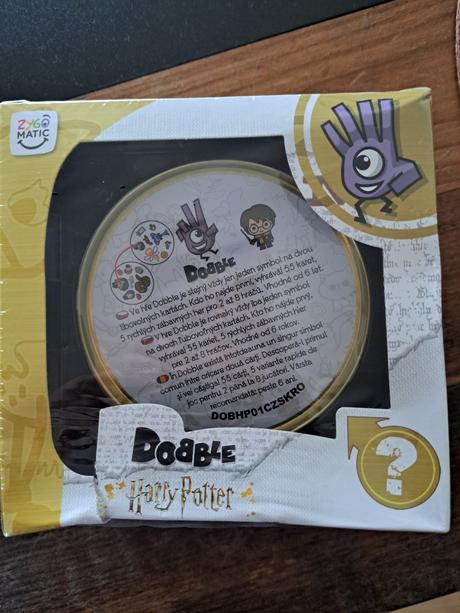 ZYGO
MATIC
DOBBLE
Ve hře Dobble je stejný vždy jen jeden symbol na dvou
libovolných kartách. Kdo ho najde první, vyhrává! 55 karet,
5 rychlých zábavných her pro 2 až 8 hráčů. Vhodné od 6 let.
V hre Dobble je rovnaký vždy iba jeden symbol
na dvoch ľubovoľných kartách. Kto ho nájde prvý,
vyhráva! 55 kariet, 5 rýchlych zábavných hier
pre 2 až 8 hráčov. Vhodné od 6 rokov.
În Dobble există întotdeauna un singur simbol
comun între oricare două cărți. Descoperă-l primul
și vei câștiga! 55 cărți, 5 variante rapide de
joc pentru 2 până la 8 jucători. Vârsta
recomandată: peste 6 ani.
DOBHP01CZSKRO
DOBBLE
Harry Potter
?